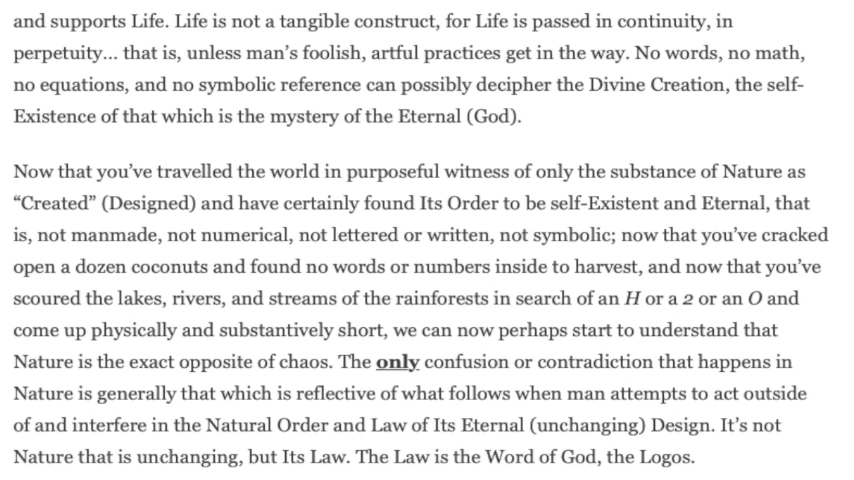 and supports Life. Life is not a tangible construct, for Life is passed in continuity, in
perpetuity... that is, unless man’s foolish, artful practices get in the way. No words, no math,
no equations, and no symbolic reference can possibly decipher the Divine Creation, the self-
Existence of that which is the mystery of the Eternal (God).
Now that you’ve travelled the world in purposeful witness of only the substance of Nature as
“Created” (Designed) and have certainly found Its Order to be self-Existent and Eternal, that
is, not manmade, not numerical, not lettered or written, not symbolic; now that you’ve cracked
open a dozen coconuts and found no words or numbers inside to harvest, and now that you’ve
scoured the lakes, rivers, and streams of the rainforests in search of an H or a 2 or an O and
come up physically and substantively short, we can now perhaps start to understand that
Nature is the exact opposite of chaos. The only confusion or contradiction that happens in
Nature is generally that which is reflective of what follows when man attempts to act outside
of and interfere in the Natural Order and Law of Its Eternal (unchanging) Design. It’s not
Nature that is unchanging, but Its Law. The Law is the Word of God, the Logos.